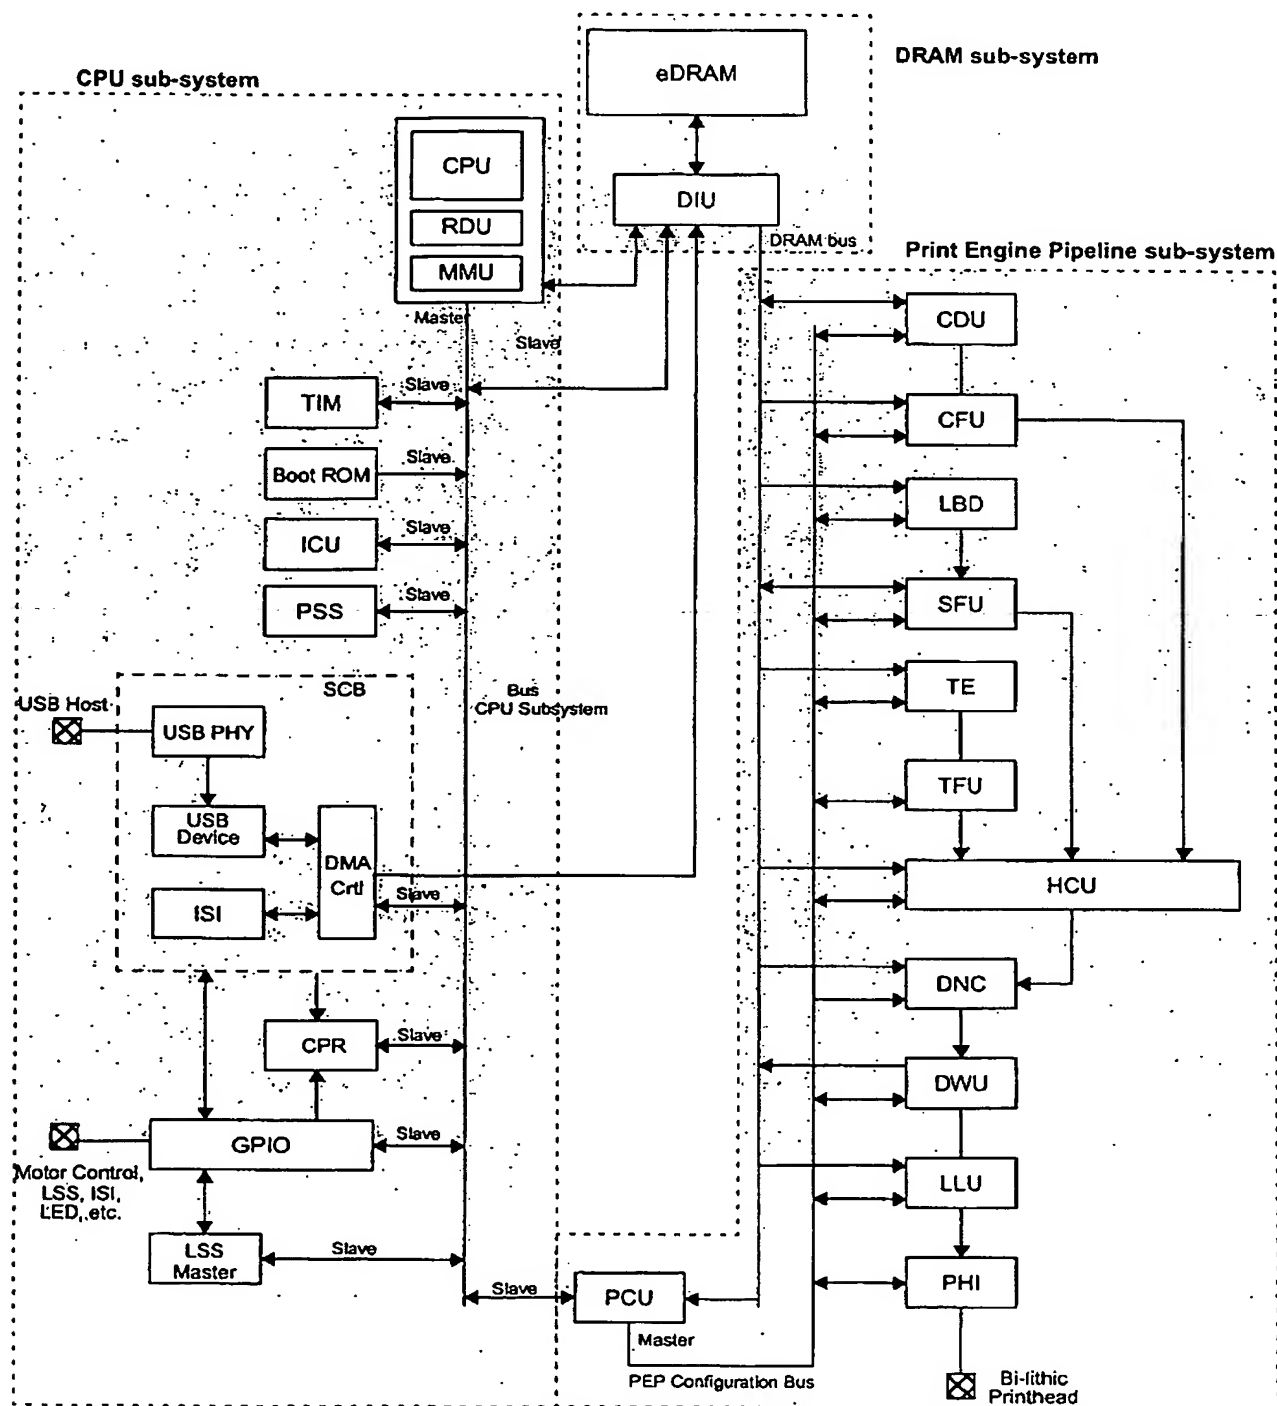 DRAM sub-system
CPU sub-system
eDRAM
CPU
RDU
MMU
DIU
DRAM bus
Print Engine Pipeline sub-system
Master
Slave
CDU
TIM
Slave
CFU
Boot ROM
Slave
LBD
ICU
Slave
PSS
Slave
SFU
TE
SCB
USB Host
USB PHY
Bus
CPU Subsystem
TFU
USB
Device
DMA
Crtl
HCU
ISI
Slave
DNC
CPR
Slave
DWU
GPIO
Slave
Motor Control,
LSS, ISI,
LED, etc.
LLU
LSS
Master
Slave
PHI
Slave
PCU
Master
PEP Configuration Bus
Bi-lithic
Printhead